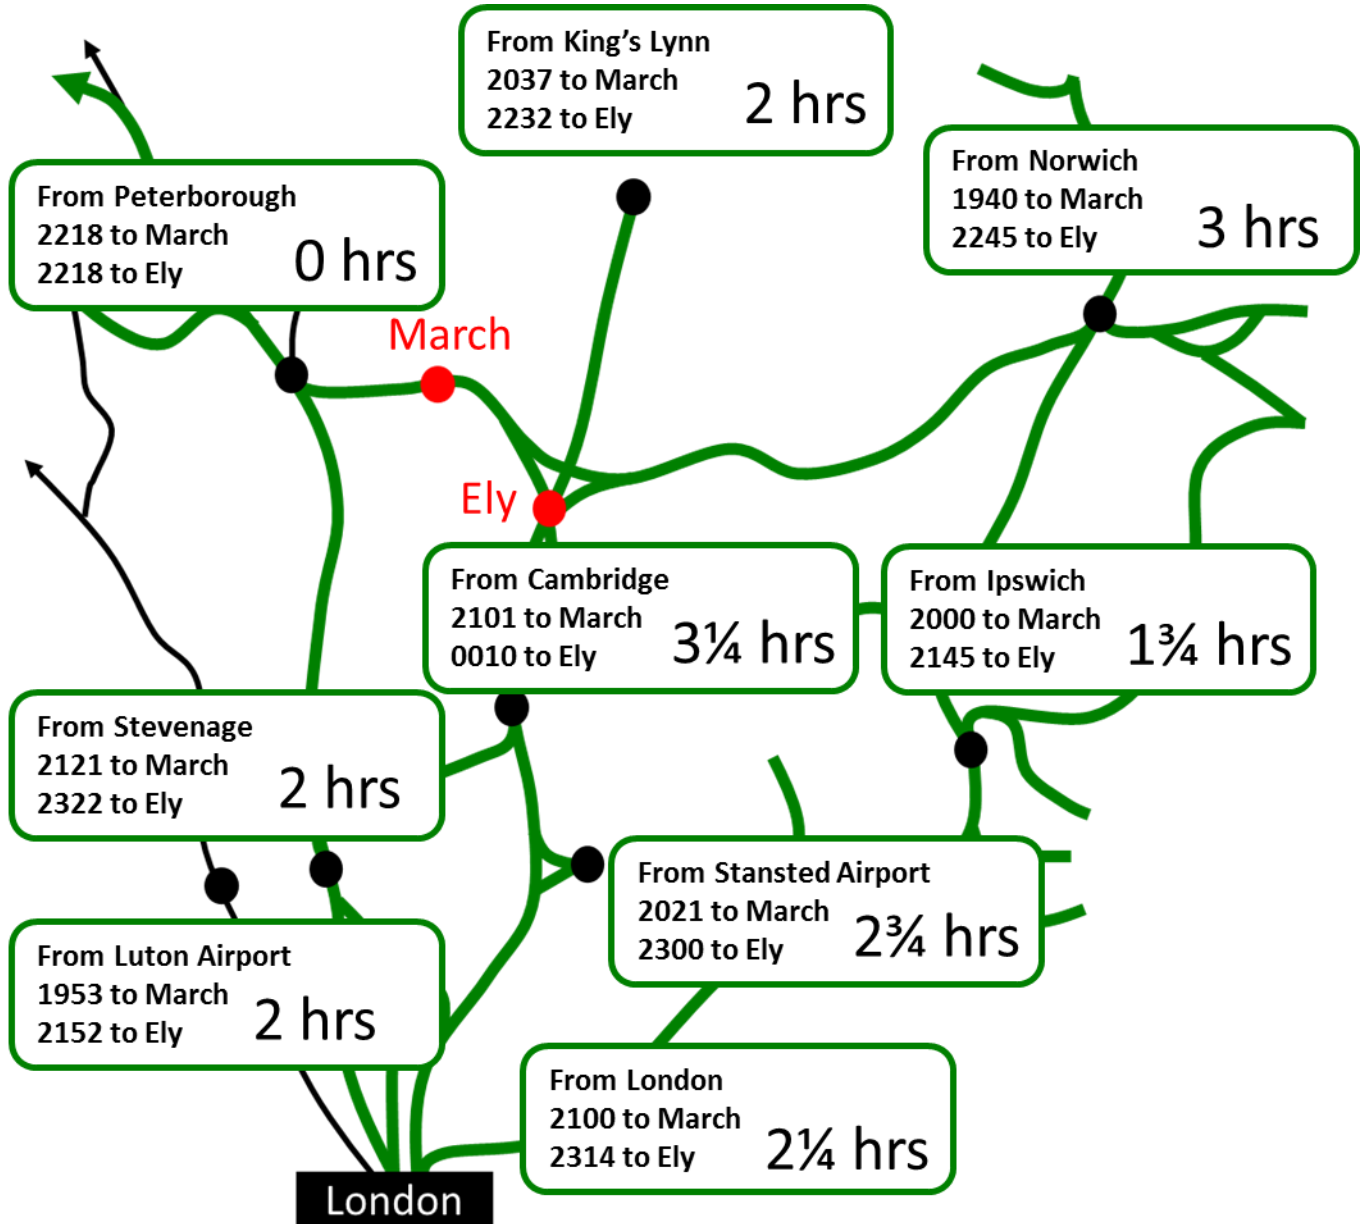 From King's Lynn
2037 to March
2232 to Ely
2 hrs
From Norwich
1940 to March
2245 to Ely
3 hrs
From Peterborough
2218 to March
2218 to Ely
0 hrs
March
Ely
From Cambridge
2101 to March
0010 to Ely
3¼ hrs
From Ipswich
2000 to March
2145 to Ely
1¾ hrs
From Stevenage
2121 to March
2322 to Ely
2 hrs
From Stansted Airport
2021 to March
2300 to Ely
2¾ hrs
From Luton Airport
1953 to March
2152 to Ely
2 hrs
From London
2100 to March
2314 to Ely
2¼ hrs
London